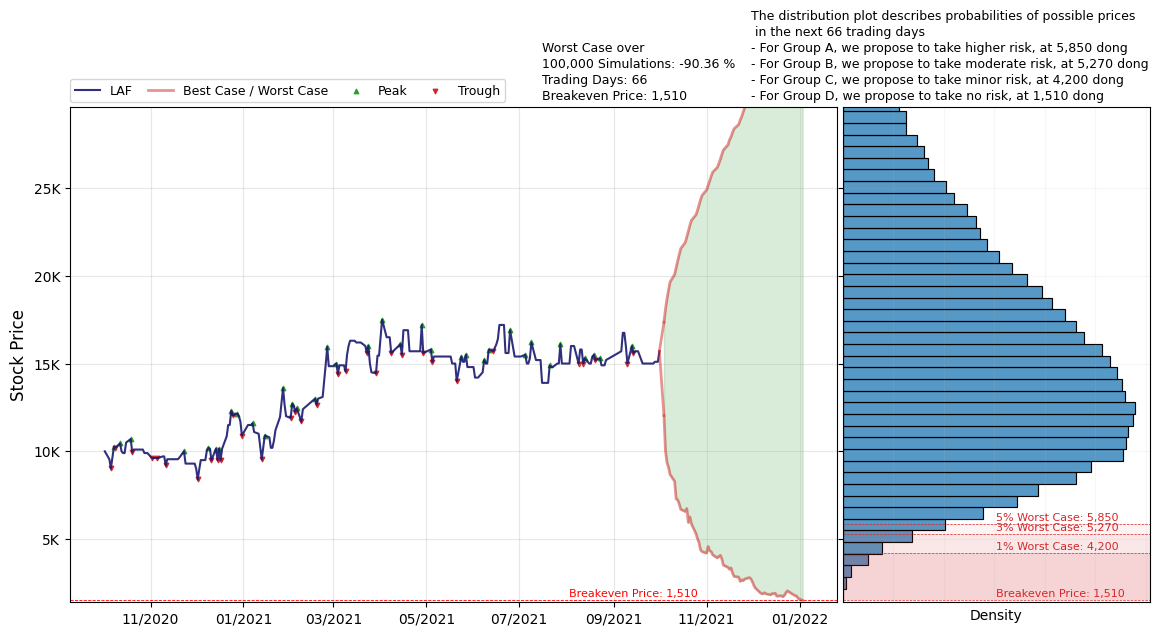 The distribution plot describes probabilities of possible prices
in the next 66 trading days
- For Group A, we propose to take higher risk, at 5,850 dong
- For Group B, we propose to take moderate risk, at 5,270 dong
- For Group C, we propose to take minor risk, at 4,200 dong
- For Group D, we propose to take no risk, at 1,510 dong
Worst Case over
100,000 Simulations: -90.36 %
Trading Days: 66
Breakeven Price: 1,510
LAF
Best Case / Worst Case
Peak
Trough
Stock Price
25K
20K
15K
10K
5K
Breakeven Price: 1,510
11/2020
01/2021
03/2021
05/2021
07/2021
09/2021
11/2021
01/2022
5% Worst Case: 5,850
3% Worst Case: 5,270
1% Worst Case: 4,200
Breakeven Price: 1,510
Density